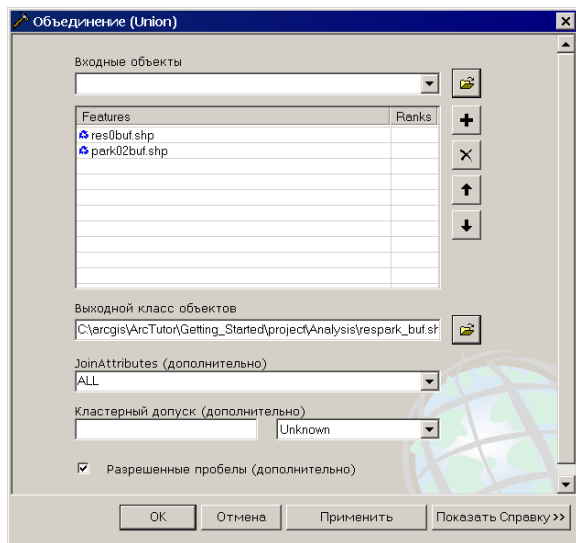 Объединение (Union)
Входные объекты
Features Ranks
res0buf.shp
park02buf.shp
Выходной класс объектов
C:\arcgis\ArcTutor\Getting_Started\project\Analysis\respark_buf.sh
JoinAttributes (дополнительно)
ALL
Кластерный допуск (дополнительно)
Unknown
Разрешенные пробелы (дополнительно)
OK Отмена Применить Показать Справку >>